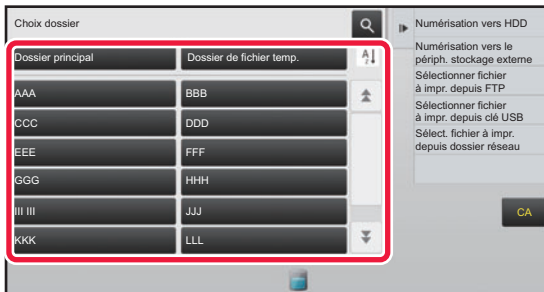 Choix dossier
Dossier principal
Dossier de fichier temp.
AAA
BBB
CCC
DDD
EEE
FFF
GGG
HHH
III III
JJJ
KKK
LLL
Numérisation vers HDD
Numérisation vers le
périph. stockage externe
Sélectionner fichier
à impr. depuis FTP
Sélectionner fichier
à impr. depuis clé USB
Sélect. fichier à impr.
depuis dossier réseau
CA